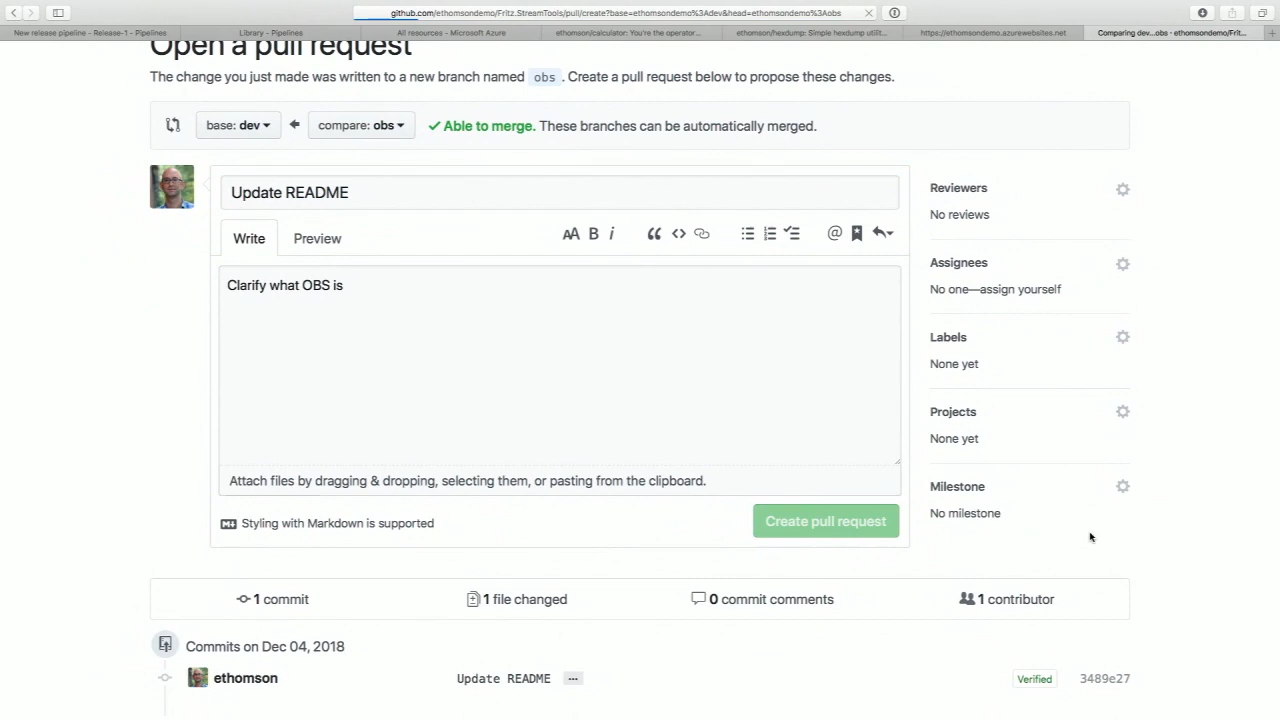 github.com/ethomsondemo/Fritz.StreamTools/pull/create?base=ethomsondemo%3Adev&head=ethomsondemo%3Aobs
New release pipeline - Release-1 - Pipelines
Library - Pipelines
All resources - Microsoft Azure
ethomson/calculator: You're the operator...
ethomson/hexdump: Simple hexdump utilit...
https://ethomsondemo.azurewebsites.net
Comparing dev...obs · ethomsondemo/Frit...
Open a pull request
The change you just made was written to a new branch named obs . Create a pull request below to propose these changes.
base: dev compare: obs Able to merge. These branches can be automatically merged.
Update README
Write Preview
Clarify what OBS is
Attach files by dragging & dropping, selecting them, or pasting from the clipboard.
Styling with Markdown is supported
Create pull request
Reviewers
No reviews
Assignees
No one—assign yourself
Labels
None yet
Projects
None yet
Milestone
No milestone
1 commit
1 file changed
0 commit comments
1 contributor
Commits on Dec 04, 2018
ethomson Update README ... Verified 3489e27